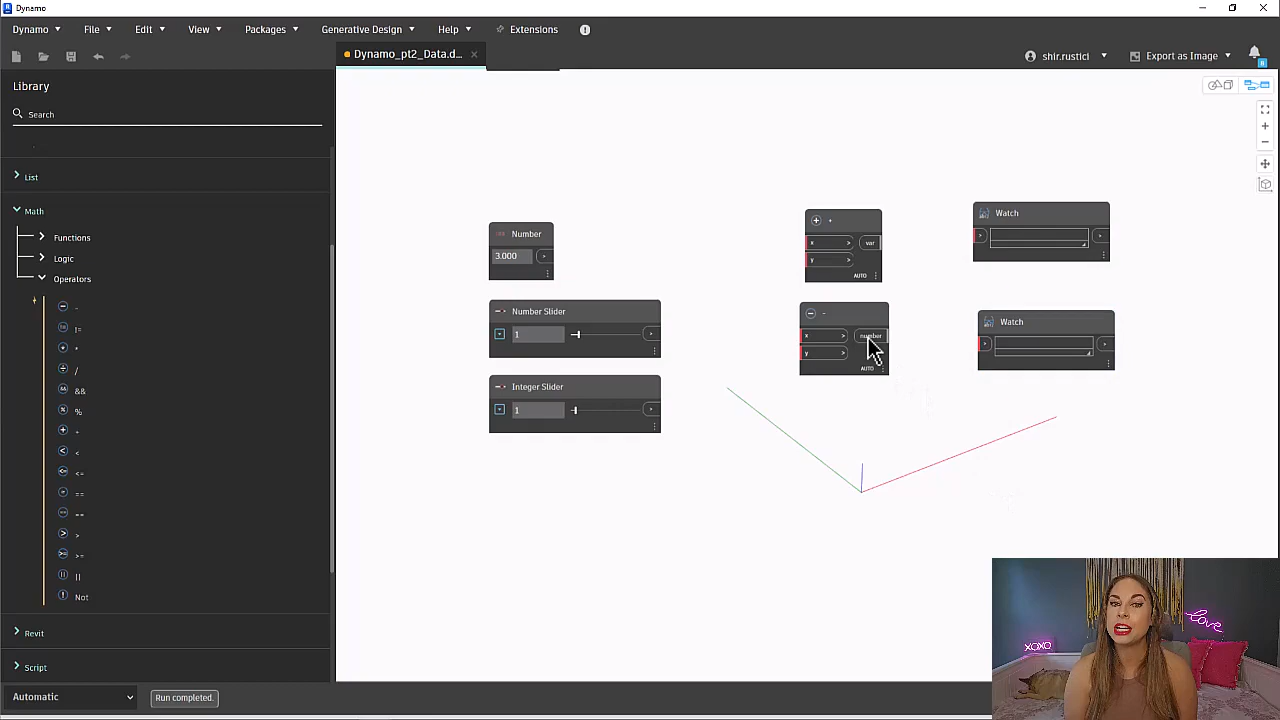 Dynamo
Dynamo File Edit View Packages Generative Design Help Extensions
Dynamo_pt2_Data.d...
shir.rustici Export as Image
Library
Search
List
Math
Functions
Logic
Operators
-
!=
*
/
&&
%
+
<
<=
==
>
>=
||
Not
Revit
Script
Number
3.000
>
Number Slider
1
>
Integer Slider
1
>
+
x > var
y >
AUTO
-
x > number
y >
AUTO
Watch
> >
Watch
> >
Automatic
Run completed.
XOXO
love